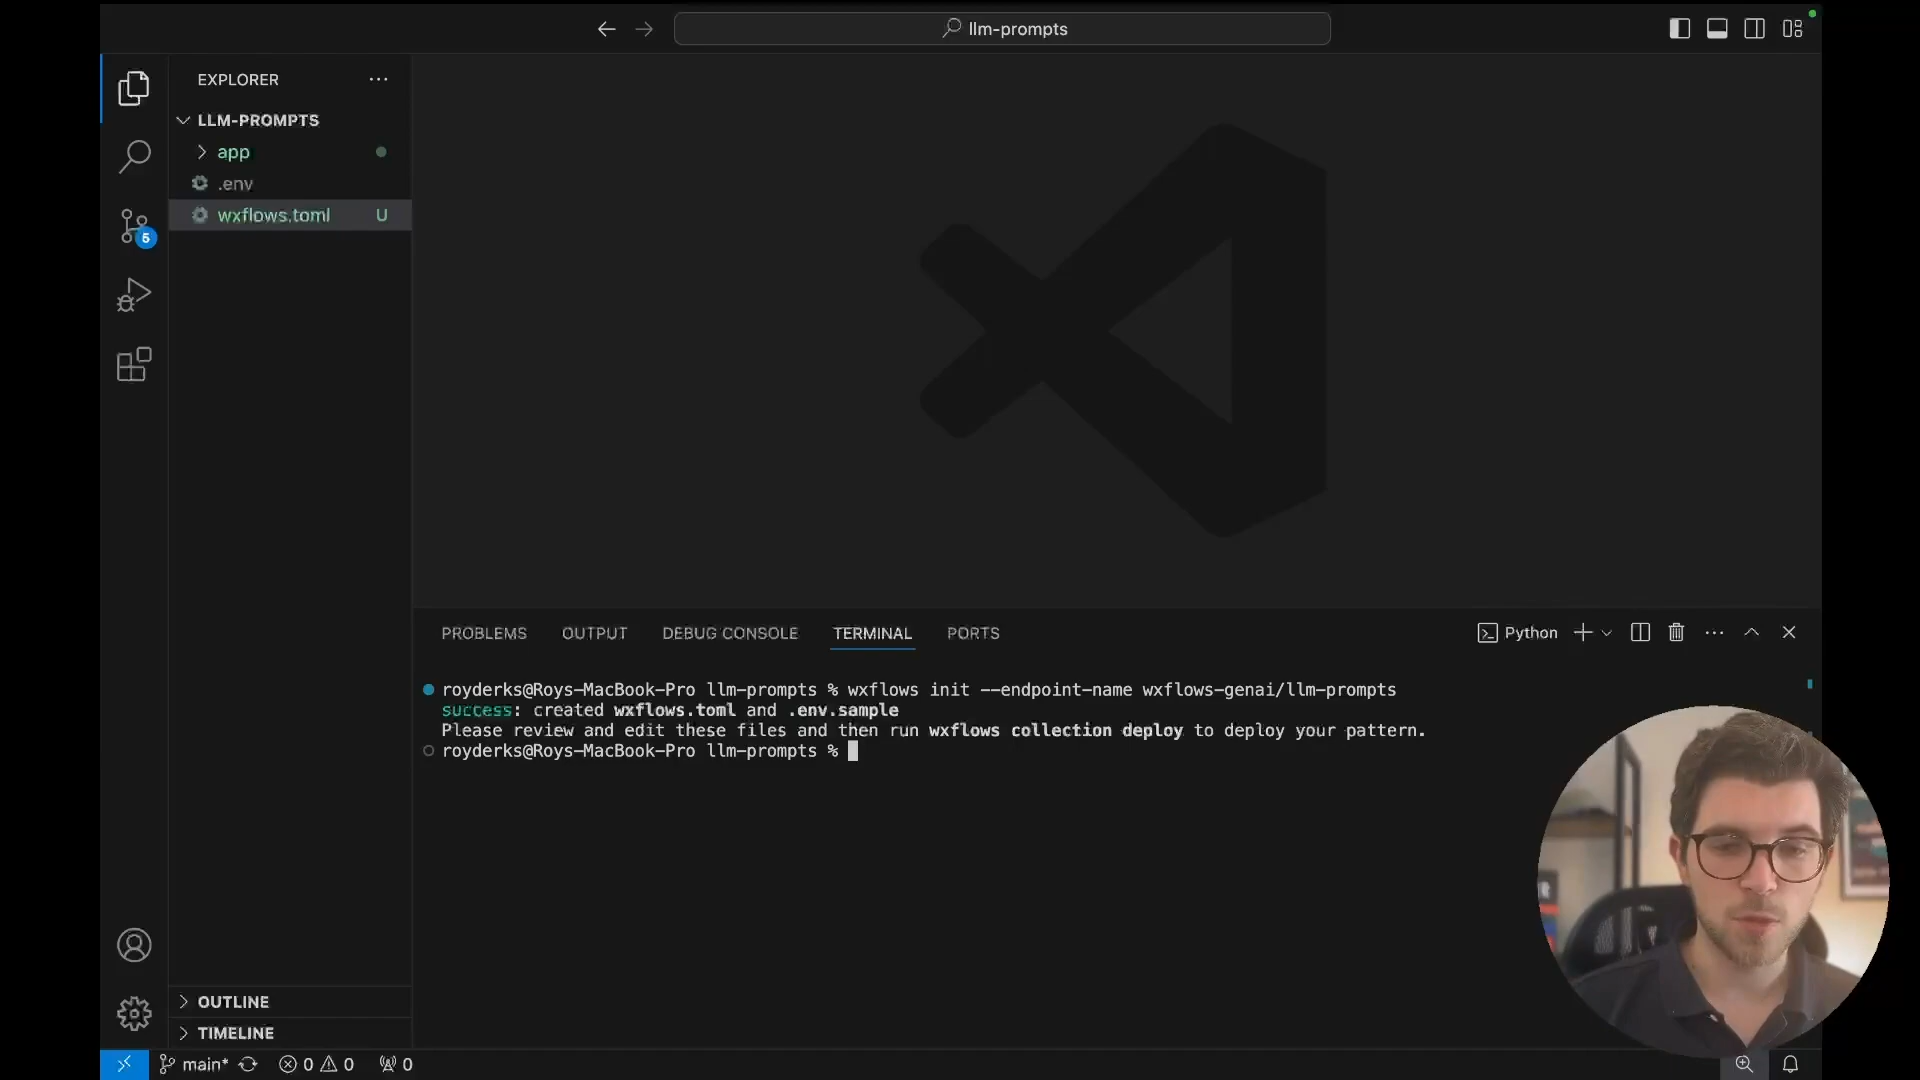 llm-prompts
EXPLORER
LLM-PROMPTS
app
.env
wxflows.toml U
5
PROBLEMS OUTPUT DEBUG CONSOLE TERMINAL PORTS
Python
royderks@Roys-MacBook-Pro llm-prompts % wxflows init --endpoint-name wxflows-genai/llm-prompts
success: created wxflows.toml and .env.sample
Please review and edit these files and then run wxflows collection deploy to deploy your pattern.
royderks@Roys-MacBook-Pro llm-prompts %
OUTLINE
TIMELINE
main* 0 0 0